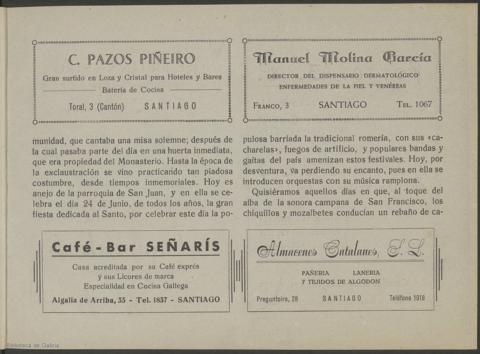 C. PAZOS PIÑEIRO
Gran surtido en Loza y Cristal para Hoteles y Bares
Batería de Cocina
Toral, 3 (Cantón) SANTIAGO
Manuel Molina García
DIRECTOR DEL DISPENSARIO DERMATOLÓGICO
ENFERMEDADES DE LA PIEL Y VENÉREAS
FRANCO, 3 SANTIAGO TEL. 1067
munidad, que cantaba una misa solemne; después de
la cual pasaba parte del día en una huerta inmediata,
que era propiedad del Monasterio. Hasta la época de
la exclaustración se vino practicando tan piadosa
costumbre, desde tiempos inmemoriales. Hoy es
anejo de la parroquia de San Juan, y en ella se ce-
lebra el día 24 de Junio, de todos los años, la gran
fiesta dedicada al Santo, por celebrar este día la po-
pulosa barriada la tradicional romería, con sus «ca-
charelas», fuegos de artificio, y populares bandas y
gaitas del país amenizan estos festivales. Hoy, por
desventura, va perdiendo su encanto, pues en ella se
introducen orquestas con su música ramplona.
Quisiéramos aquellos días en que, al toque del
alba de la sonora campana de San Francisco, los
chiquillos y mozalbetes conducían un rebaño de ca-
Café - Bar SEÑARÍS
Casa acreditada por su Café exprés
y sus Licores de marca
Especialidad en Cocina Gallega
Algalia de Arriba, 35 - Tel. 1837 - SANTIAGO
Almacenes Catalanes, S. L.
PAÑERIA LANERIA
Y TEJIDOS DE ALGODON
Preguntoiro, 28 SANTIAGO Teléfono 1916
Biblioteca de Galicia